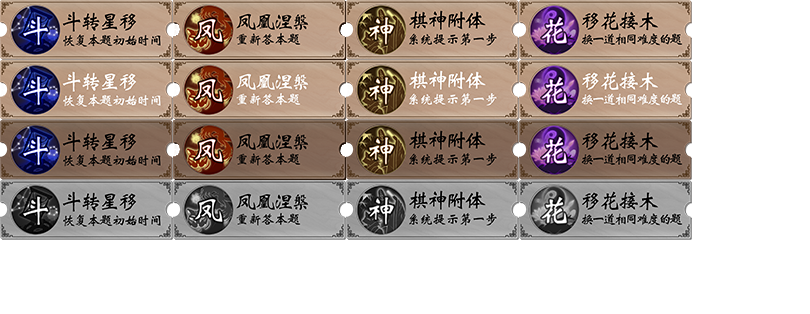 斗 斗转星移
恢复本题初始时间
凤 凤凰涅槃
重新答本题
神 棋神附体
系统提示第一步
花 移花接木
换一道相同难度的题
斗 斗转星移
恢复本题初始时间
凤 凤凰涅槃
重新答本题
神 棋神附体
系统提示第一步
花 移花接木
换一道相同难度的题
斗 斗转星移
恢复本题初始时间
凤 凤凰涅槃
重新答本题
神 棋神附体
系统提示第一步
花 移花接木
换一道相同难度的题
斗 斗转星移
恢复本题初始时间
凤 凤凰涅槃
重新答本题
神 棋神附体
系统提示第一步
花 移花接木
换一道相同难度的题